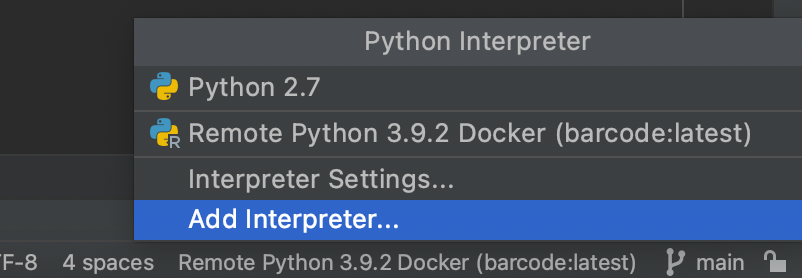 Python Interpreter
Python 2.7
R Remote Python 3.9.2 Docker (barcode:latest)
Interpreter Settings...
Add Interpreter...
F-8 4 spaces Remote Python 3.9.2 Docker (barcode:latest) main